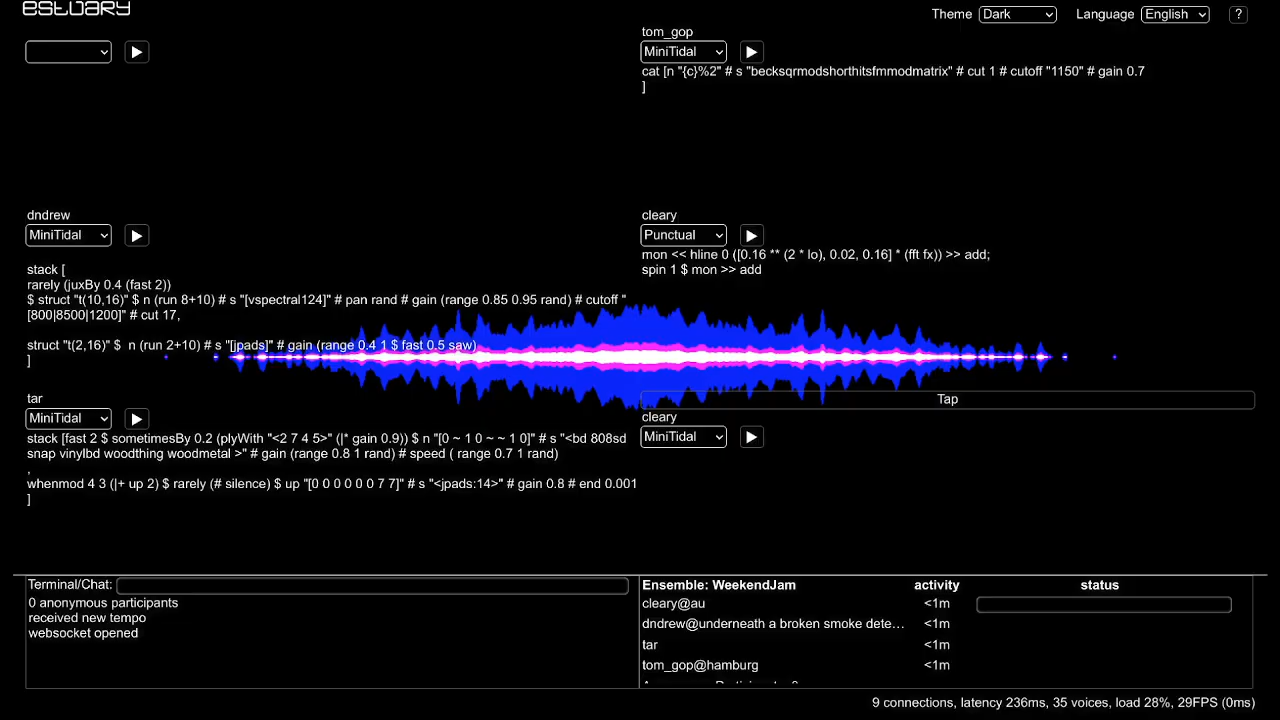 estuary
Theme Dark Language English ?
tom_gop
MiniTidal
cat [n "{c}%2" # s "becksqrmodshorthitsfmmodmatrix" # cut 1 # cutoff "1150" # gain 0.7
]
dndrew
MiniTidal
stack [
rarely (juxBy 0.4 (fast 2))
$ struct "t(10,16)" $ n (run 8+10) # s "[vspectral124]" # pan rand # gain (range 0.85 0.95 rand) # cutoff "
[800|8500|1200]" # cut 17,
struct "t(2,16)" $  n (run 2+10) # s "[jpads]" # gain (range 0.4 1 $ fast 0.5 saw)
]
cleary
Punctual
mon << hline 0 ([0.16 ** (2 * lo), 0.02, 0.16] * (fft fx)) >> add;
spin 1 $ mon >> add
Tap
tar
MiniTidal
stack [fast 2 $ sometimesBy 0.2 (plyWith "<2 7 4 5>" (|* gain 0.9)) $ n "[0 ~ 1 0 ~ ~ 1 0]" # s "<bd 808sd
snap vinylbd woodthing woodmetal >" # gain (range 0.8 1 rand) # speed ( range 0.7 1 rand)
,
whenmod 4 3 (|+ up 2) $ rarely (# silence) $ up "[0 0 0 0 0 0 7 7]" # s "<jpads:14>" # gain 0.8 # end 0.001
]
cleary
MiniTidal
Terminal/Chat:
0 anonymous participants
received new tempo
websocket opened
Ensemble: WeekendJam activity status
cleary@au <1m
dndrew@underneath a broken smoke dete... <1m
tar <1m
tom_gop@hamburg <1m
9 connections, latency 236ms, 35 voices, load 28%, 29FPS (0ms)